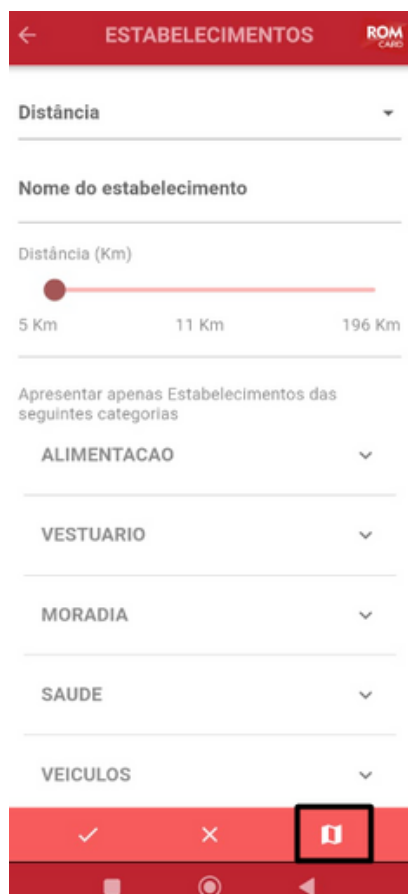 ESTABELECIMENTOS
ROM
CARD
Distância
Nome do estabelecimento
Distância (Km)
5 Km 11 Km 196 Km
Apresentar apenas Estabelecimentos das
seguintes categorias
ALIMENTACAO
VESTUARIO
MORADIA
SAUDE
VEICULOS